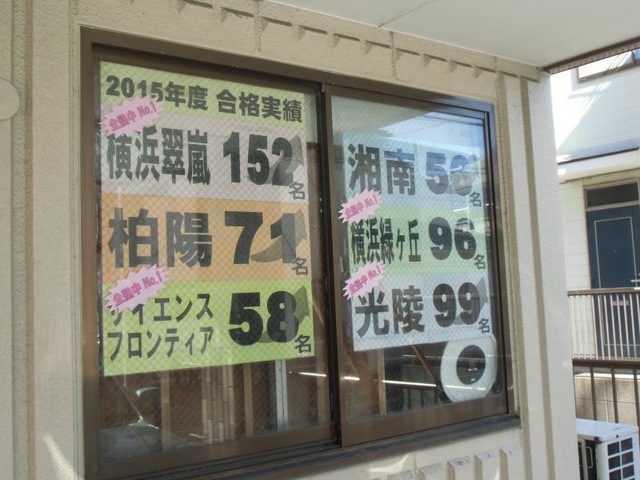 2015年度 合格実績
全塾中No.1
横浜翠嵐 152名
柏陽 71名
全塾中No.1
サイエンス
フロンティア 58名
湘南 56名
全塾中No.1
横浜緑ヶ丘 96名
全塾中No.1
光陵 99名